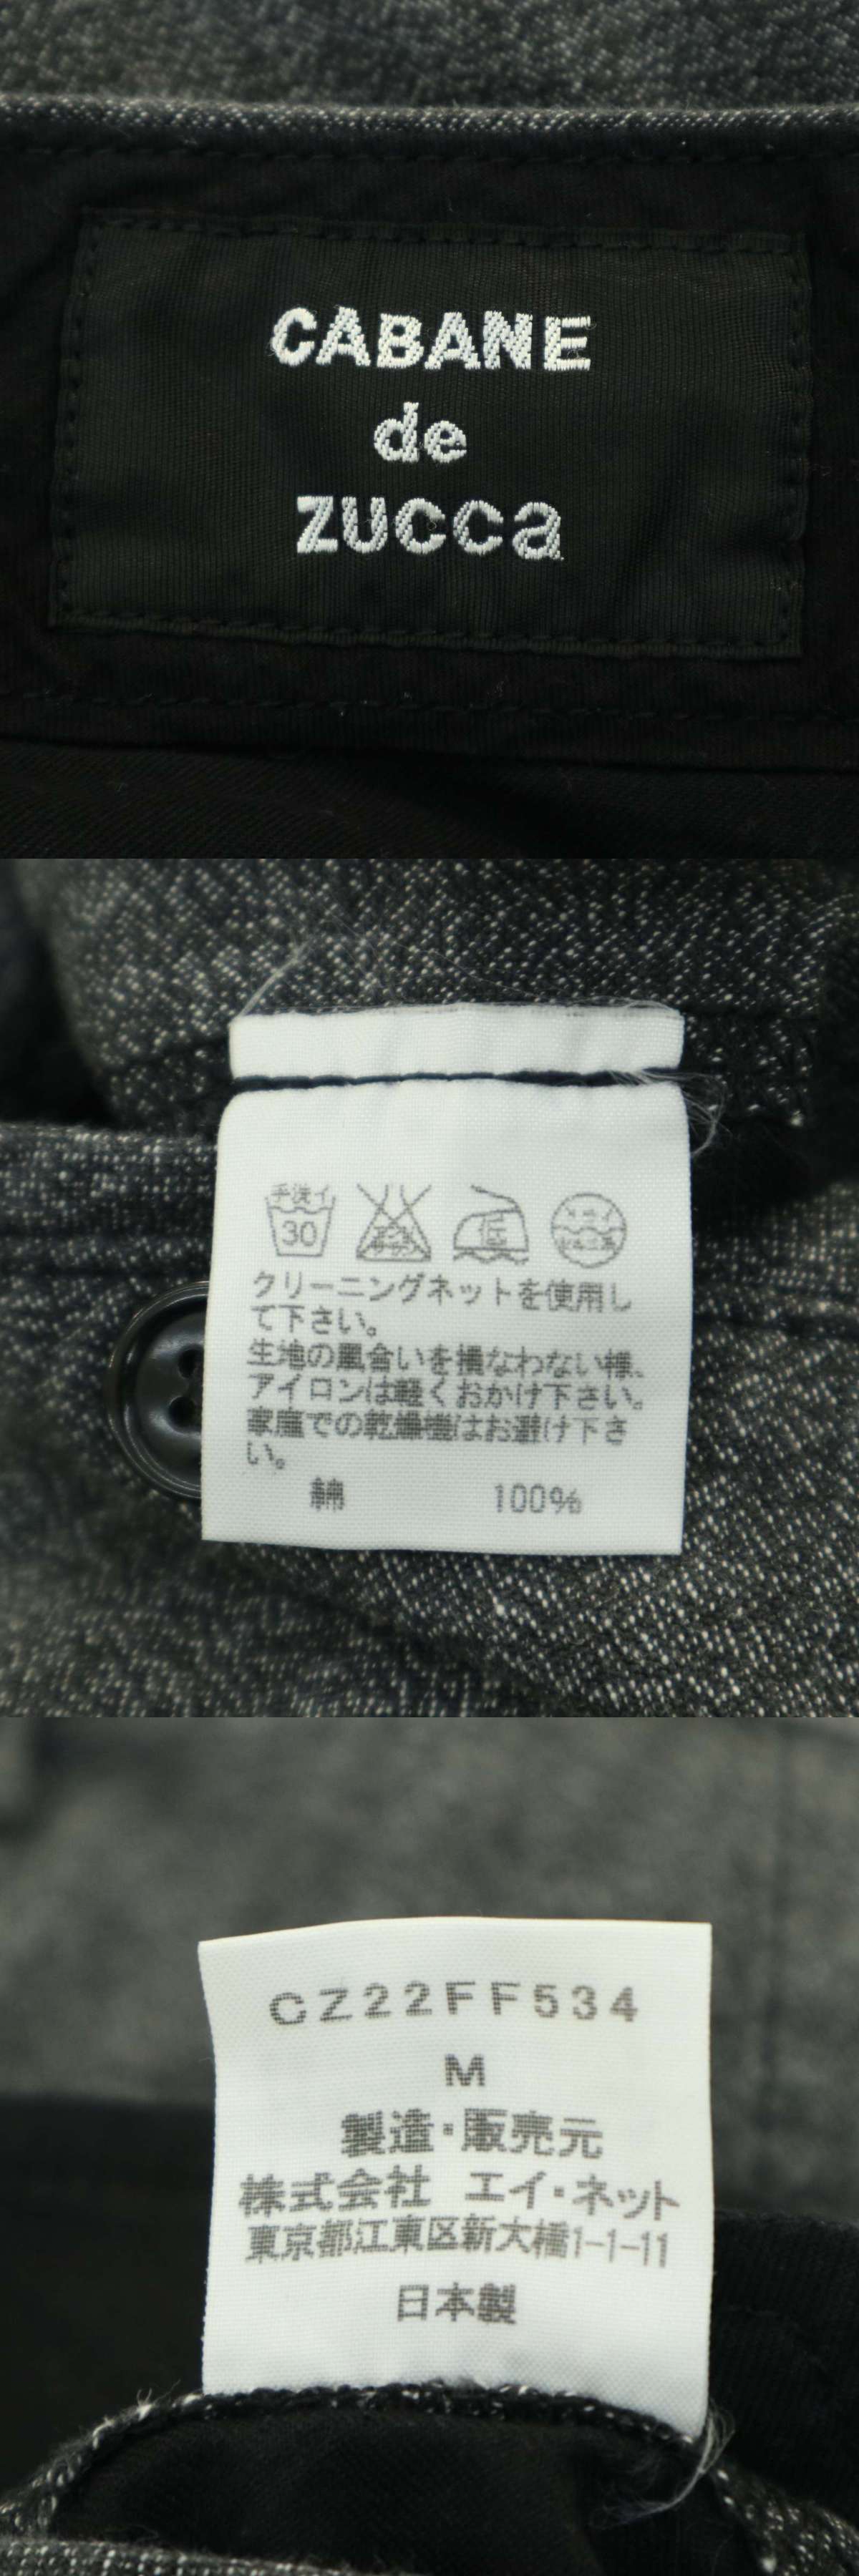 CABANE
de
ZUCCa
手洗イ
30
クリーニングネットを使用し
て下さい。
生地の風合いを損なわない様、
アイロンは軽くおかけ下さい。
家庭での乾燥機はお避け下さ
い。
綿 100%
CZ22FF534
M
製造・販売元
株式会社 エイ・ネット
東京都江東区新大橋1-1-11
日本製